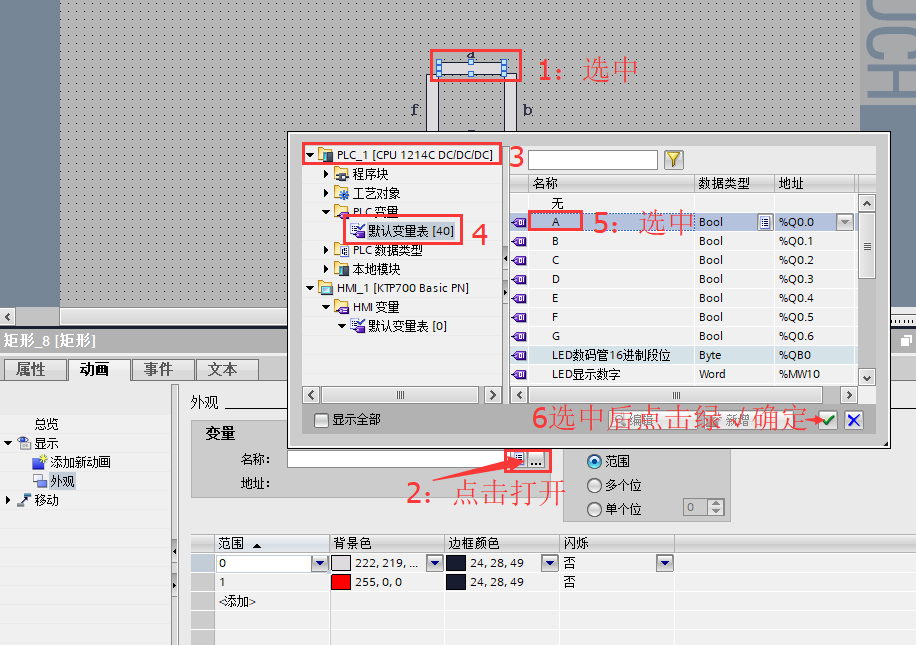 UCH
a
1：选中
f
b
PLC_1 [CPU 1214C DC/DC/DC]
3
程序块
工艺对象
PLC 变量
默认变量表 [40]
4
PLC 数据类型
本地模块
HMI_1 [KTP700 Basic PN]
HMI 变量
默认变量表 [0]
名称 数据类型 地址
无
A Bool %Q0.0
5：选中
B Bool %Q0.1
C Bool %Q0.2
D Bool %Q0.3
E Bool %Q0.4
F Bool %Q0.5
G Bool %Q0.6
LED数码管16进制段位 Byte %QB0
LED显示数字 Word %MW10
显示全部
编辑 新增
6选中后点击绿√确定
矩形_8 [矩形]
属性 动画 事件 文本
总览
显示
添加新动画
外观
移动
外观
变量
名称：
地址：
...
2：点击打开
范围
多个位
单个位 0
范围 背景色 边框颜色 闪烁
0 222, 219, ... 24, 28, 49 否
1 255, 0, 0 24, 28, 49 否
<添加>